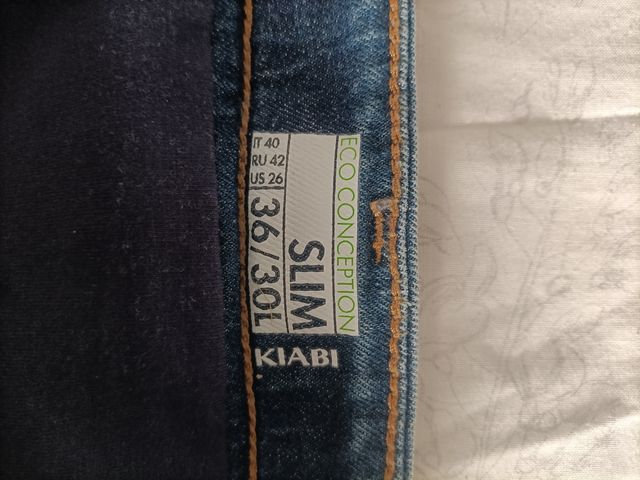 IT 40
RU 42
US 26
36/30L
SLIM
ECO CONCEPTION
KIABI